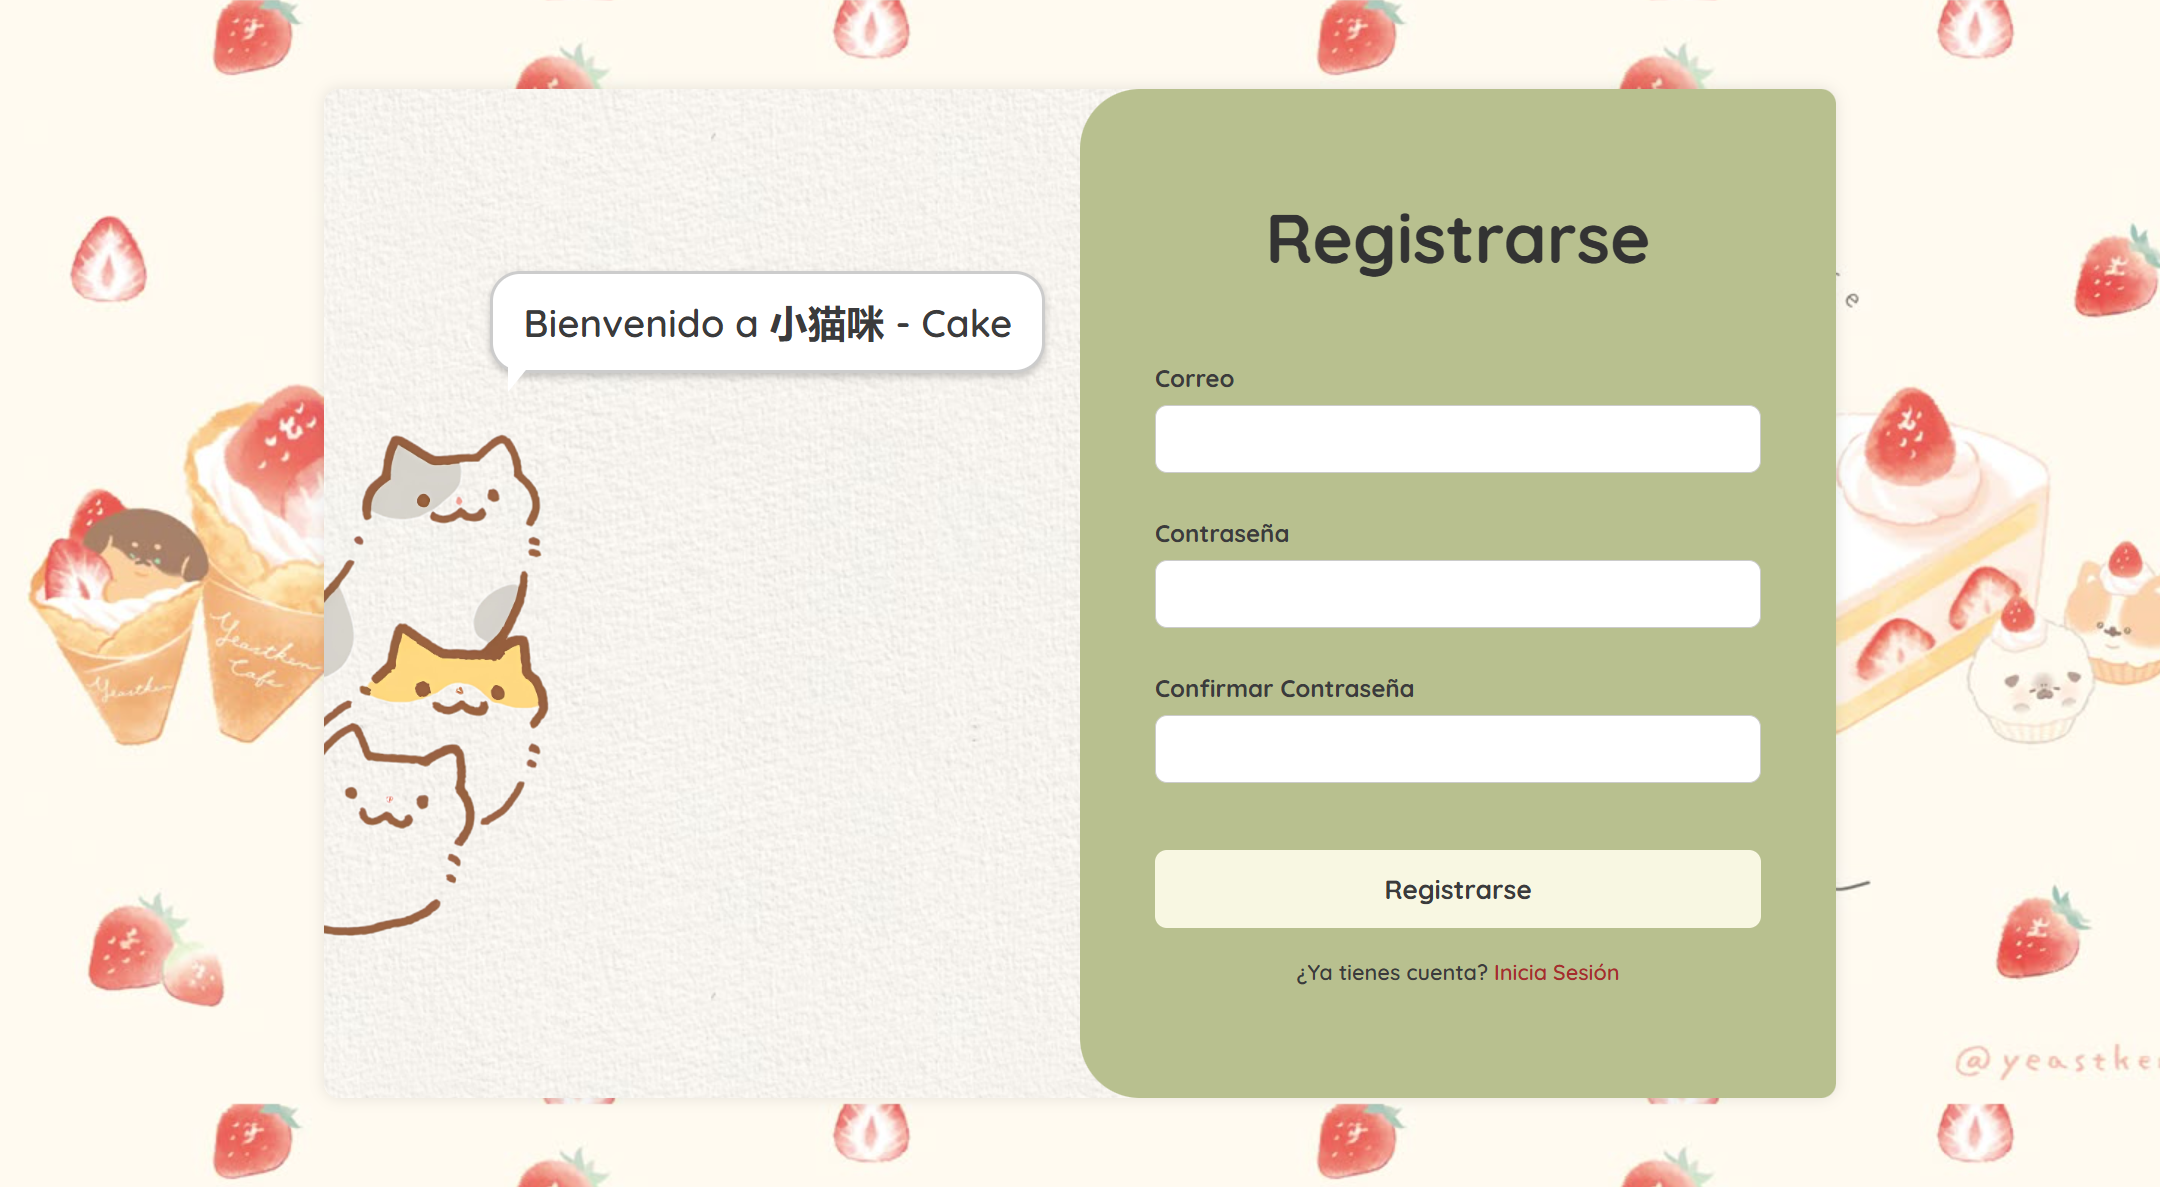 Bienvenido a 小猫咪 - Cake
Registrarse
Correo
Contraseña
Confirmar Contraseña
Registrarse
¿Ya tienes cuenta? Inicia Sesión
Yeastken
Cafe
Yeastken
e